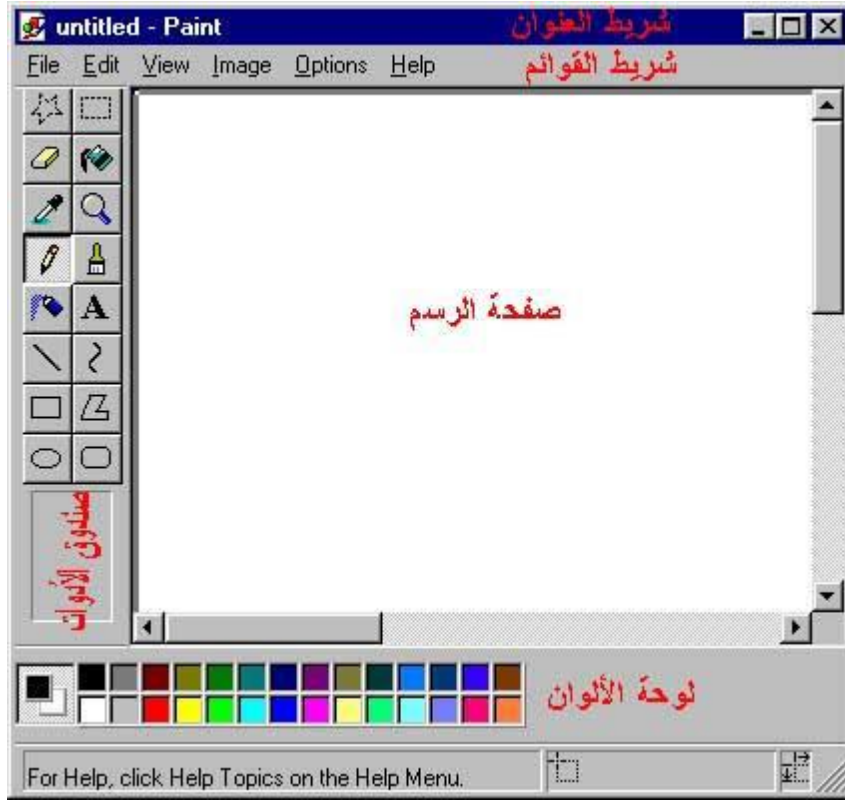 untitled - Paint شريط العنوان
File Edit View Image Options Help شريط القوائم
A
صفحة الرسم
صندوق الأدوات
لوحة الألوان
For Help, click Help Topics on the Help Menu.